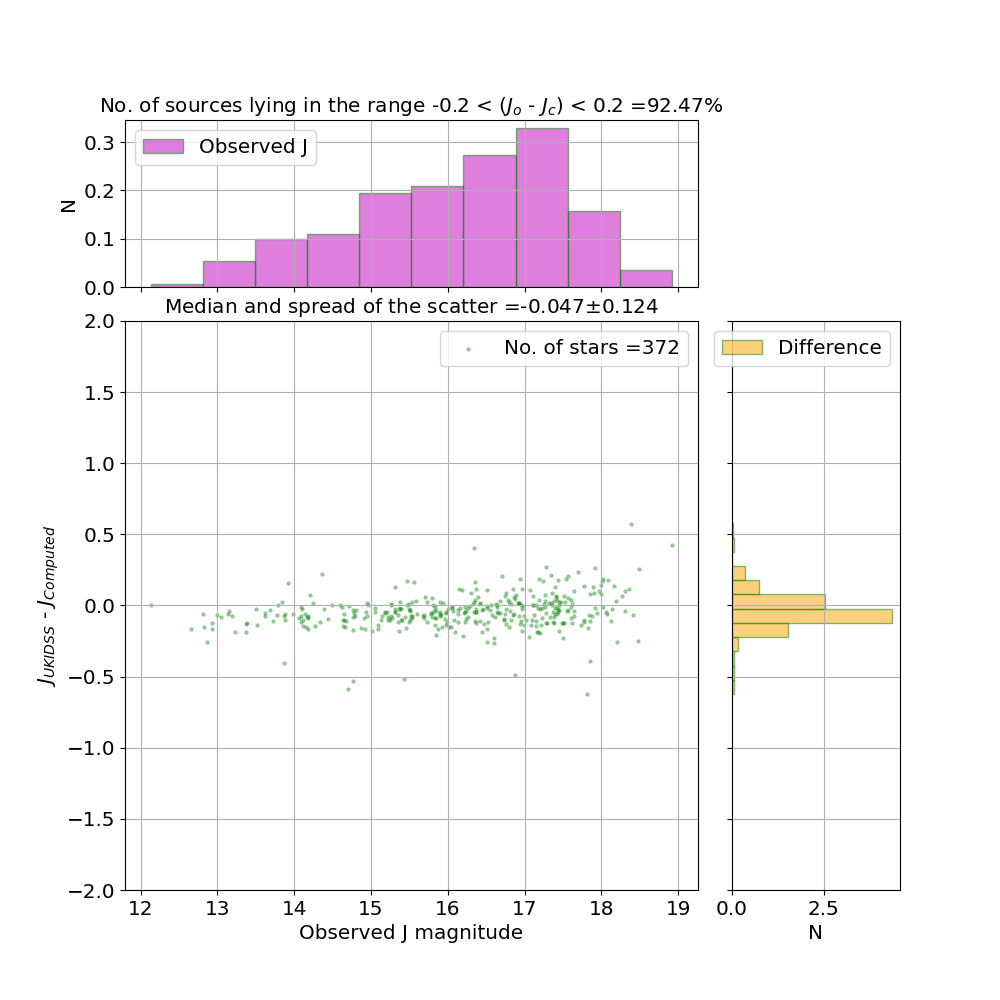 No. of sources lying in the range -0.2 < (J_o - J_c) < 0.2 =92.47%
Observed J
N
0.3
0.2
0.1
0.0
Median and spread of the scatter =-0.047±0.124
No. of stars =372
Difference
J_UKIDSS - J_Computed
2.0
1.5
1.0
0.5
0.0
−0.5
−1.0
−1.5
−2.0
12 13 14 15 16 17 18 19
0.0 2.5
Observed J magnitude
N